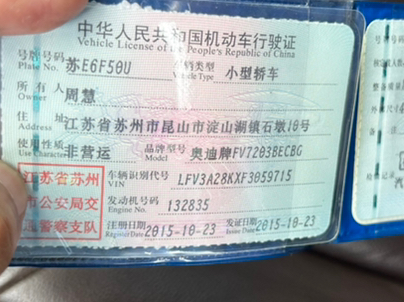 中华人民共和国机动车行驶证
Vehicle License of the People's Republic of China
号牌号码 苏E6F50U 车辆类型 小型轿车
Plate No. Vehicle Type
所有人 周慧
Owner
住址 江苏省苏州市昆山市淀山湖镇石墩10号
Address
使用性质 非营运 品牌型号 奥迪牌FV7203BECBG
Use Character Model
江苏省苏州 车辆识别代号 LFV3A28KXF3059715
VIN
市公安局交 发动机号码 132835
Engine No.
通警察支队 注册日期 2015-10-23 发证日期 2015-10-23
Register Date Issue Date